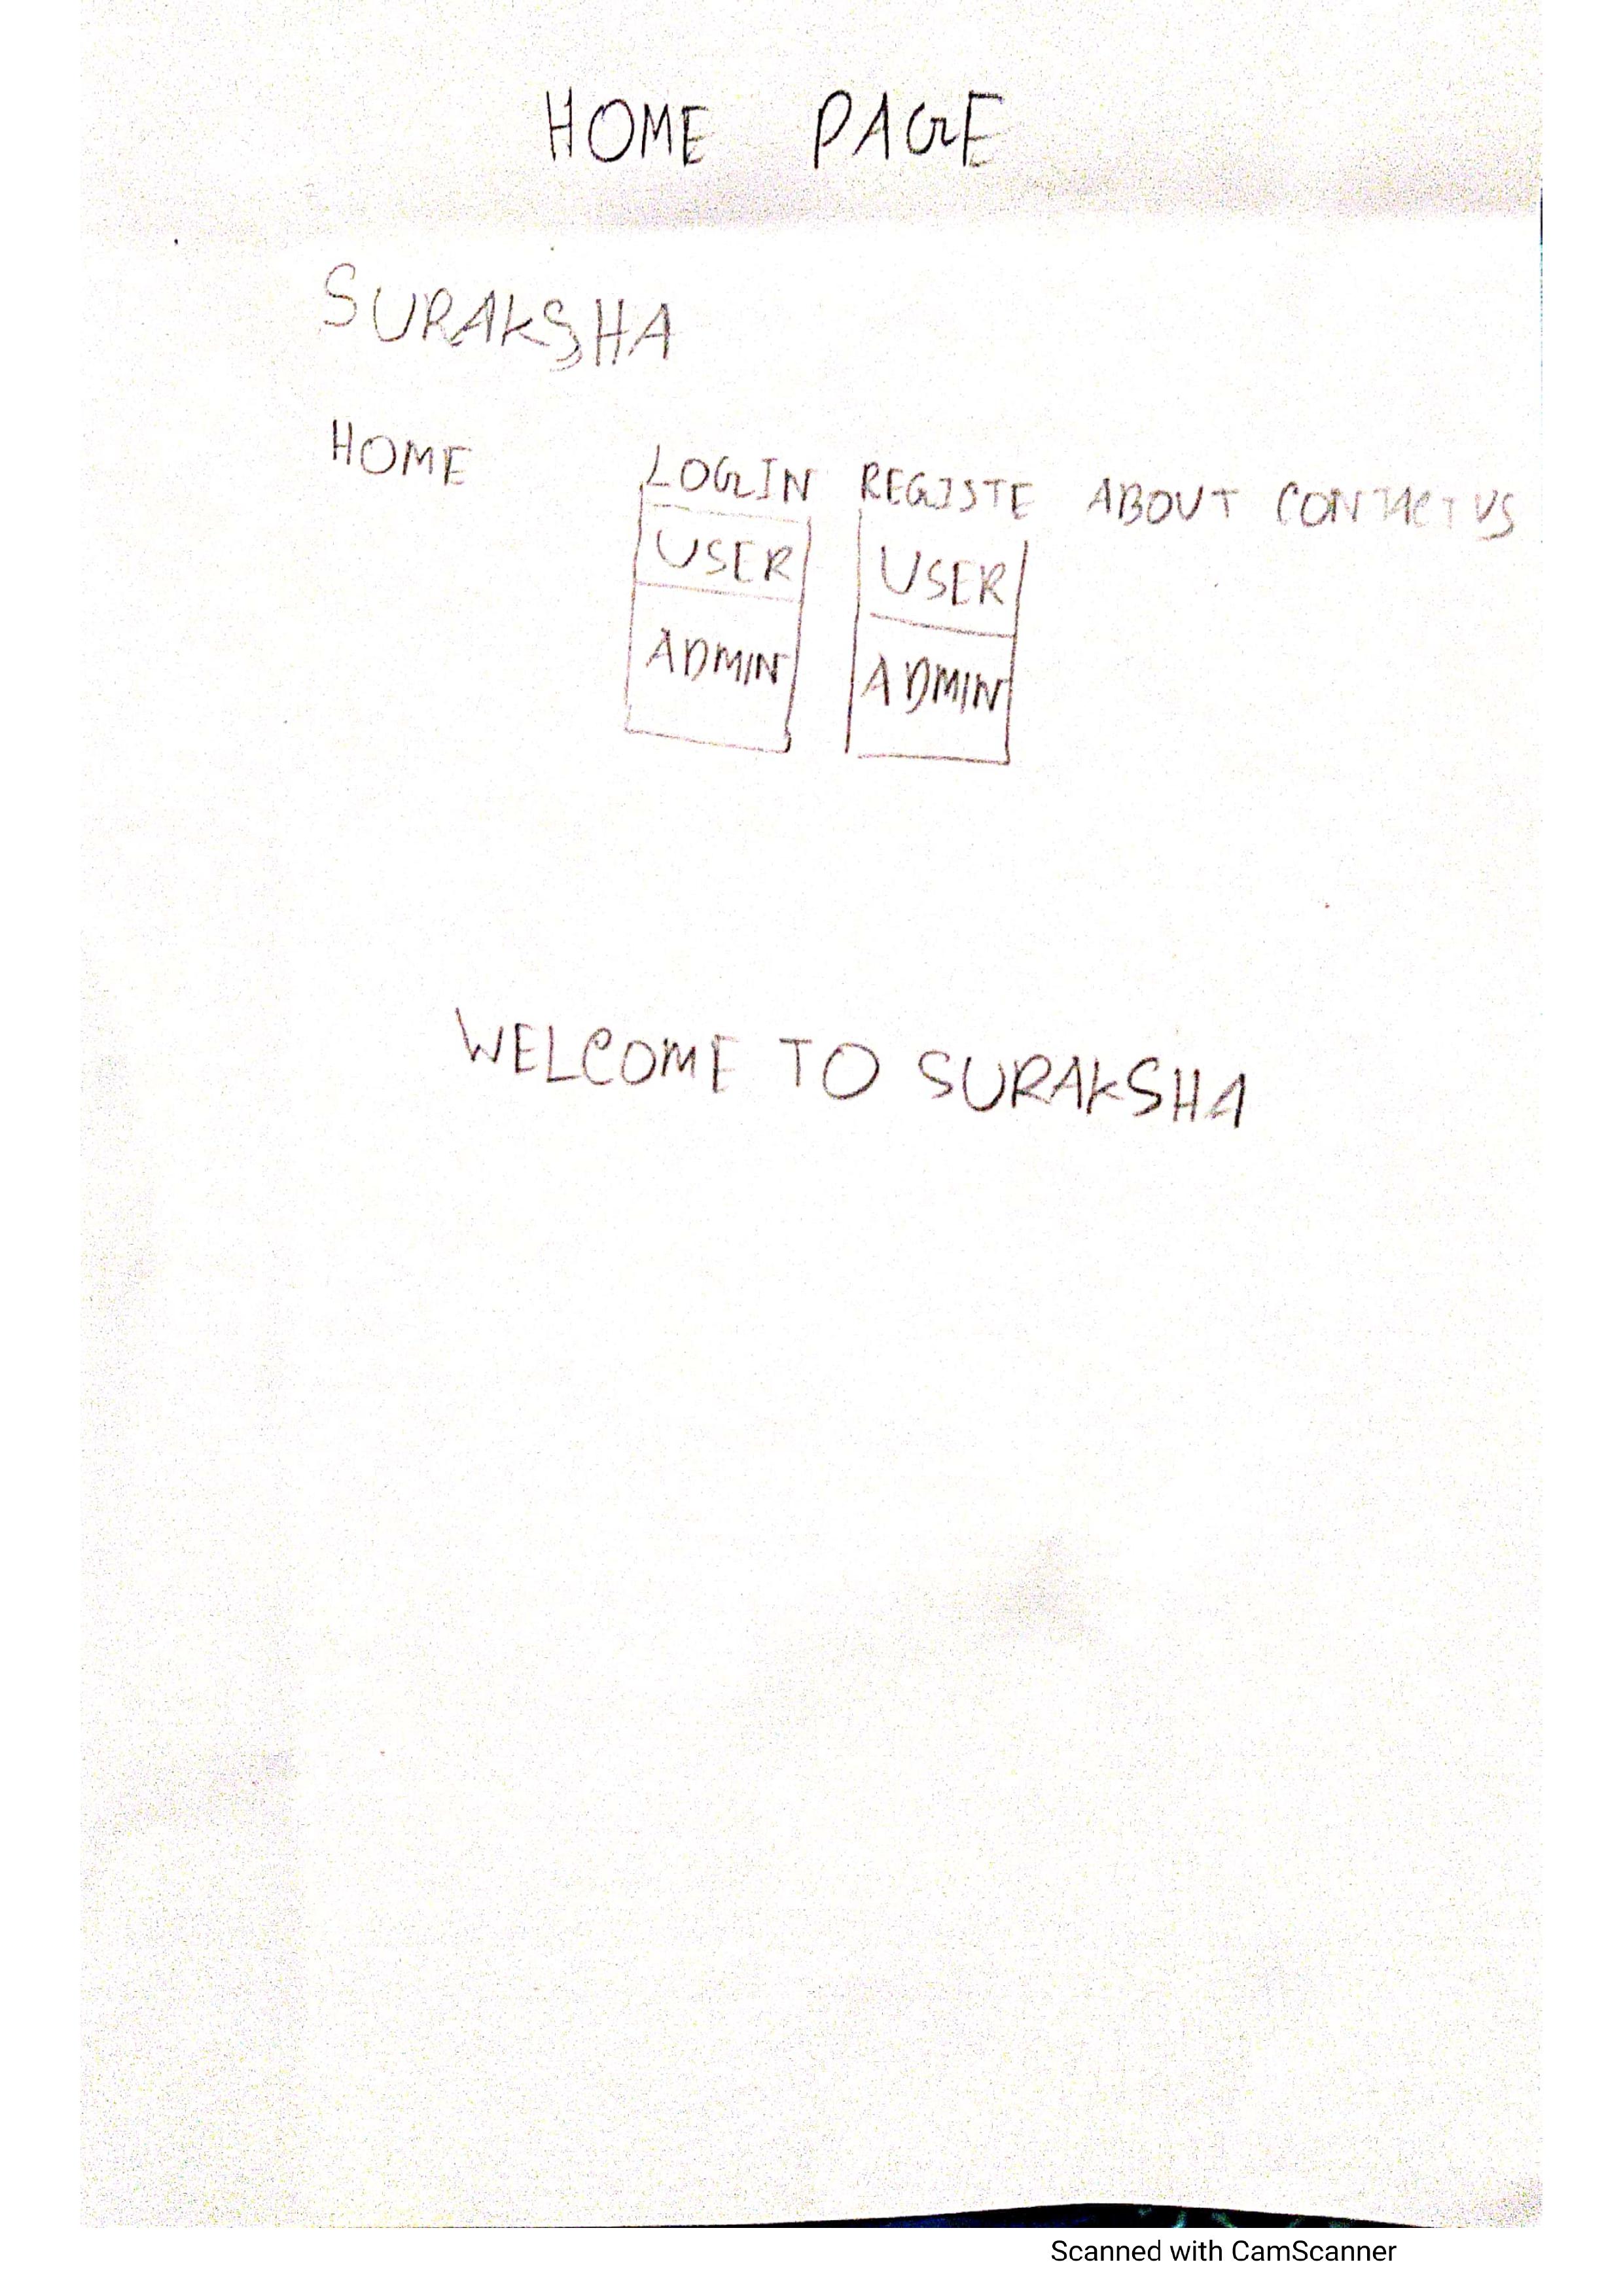 HOME PAGE
SURAKSHA
HOME LOGIN REGISTE ABOUT CONTACT US
USER USER
ADMIN ADMIN
WELCOME TO SURAKSHA
Scanned with CamScanner